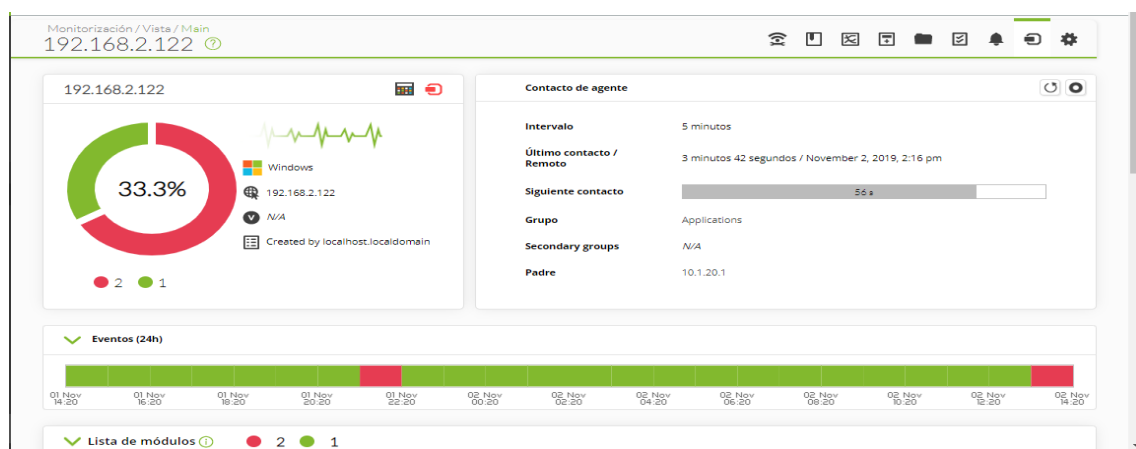 Monitorización / Vista / Main
192.168.2.122
192.168.2.122
33.3%
Windows
192.168.2.122
N/A
Created by localhost.localdomain
2 1
Contacto de agente
Intervalo 5 minutos
Último contacto / Remoto 3 minutos 42 segundos / November 2, 2019, 2:16 pm
Siguiente contacto 56 s
Grupo Applications
Secondary groups N/A
Padre 10.1.20.1
Eventos (24h)
01 Nov 14:20 01 Nov 16:20 01 Nov 18:20 01 Nov 20:20 01 Nov 22:20 02 Nov 00:20 02 Nov 02:20 02 Nov 04:20 02 Nov 06:20 02 Nov 08:20 02 Nov 10:20 02 Nov 12:20 02 Nov 14:20
Lista de módulos 2 1